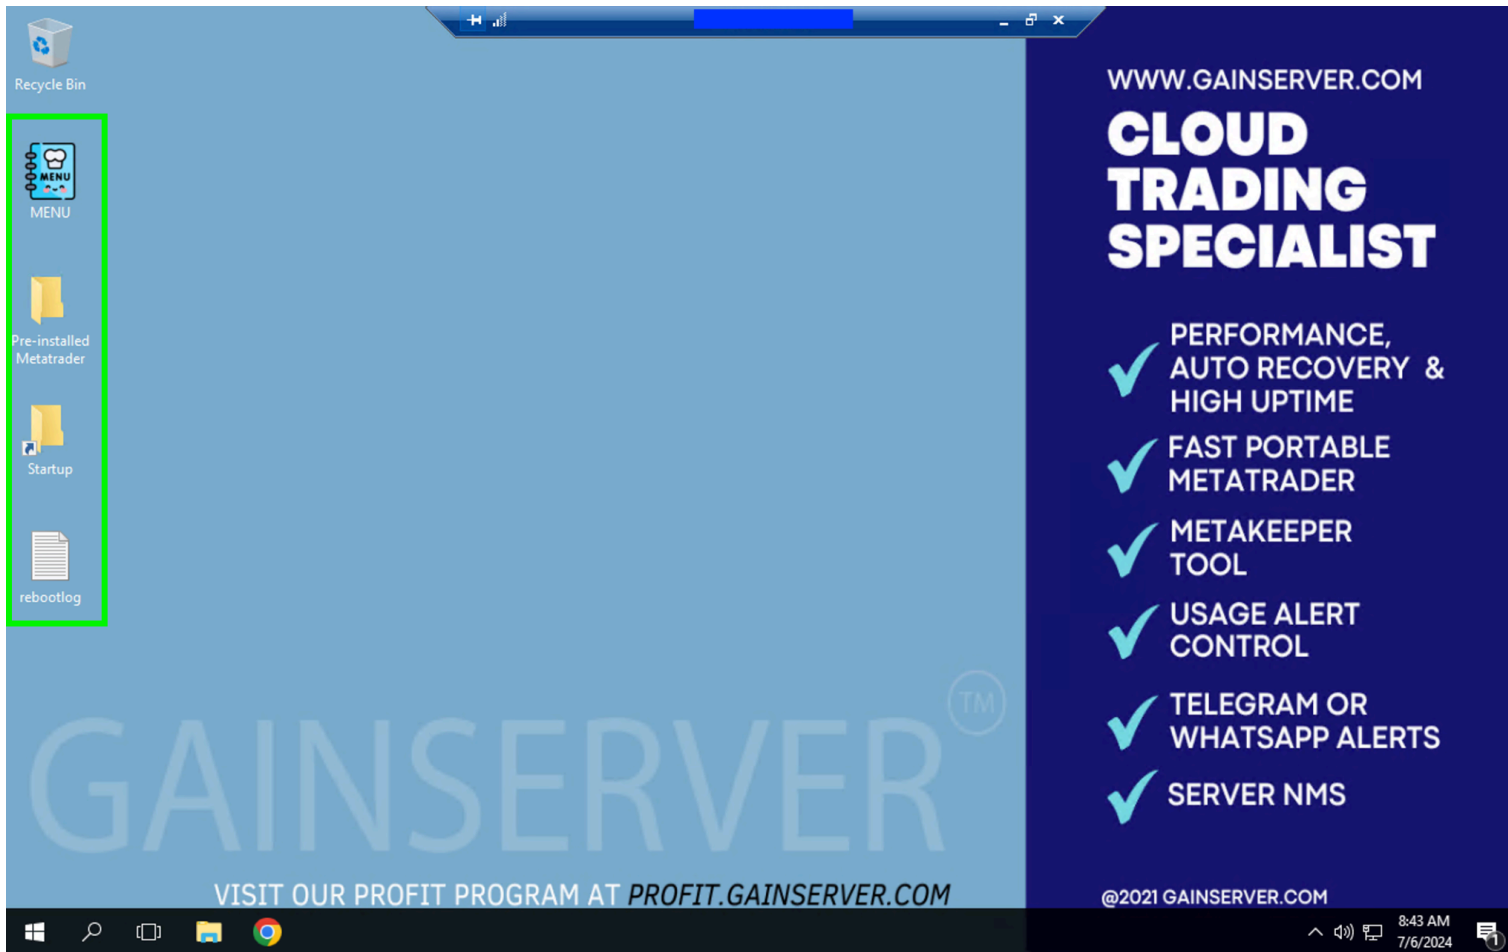 Recycle Bin
MENU
MENU
Pre-installed
Metatrader
Startup
rebootlog
WWW.GAINSERVER.COM
CLOUD
TRADING
SPECIALIST
PERFORMANCE,
AUTO RECOVERY &
HIGH UPTIME
FAST PORTABLE
METATRADER
METAKEEPER
TOOL
USAGE ALERT
CONTROL
TELEGRAM OR
WHATSAPP ALERTS
SERVER NMS
GAINSERVER TM
VISIT OUR PROFIT PROGRAM AT PROFIT.GAINSERVER.COM
@2021 GAINSERVER.COM
8:43 AM
7/6/2024
1